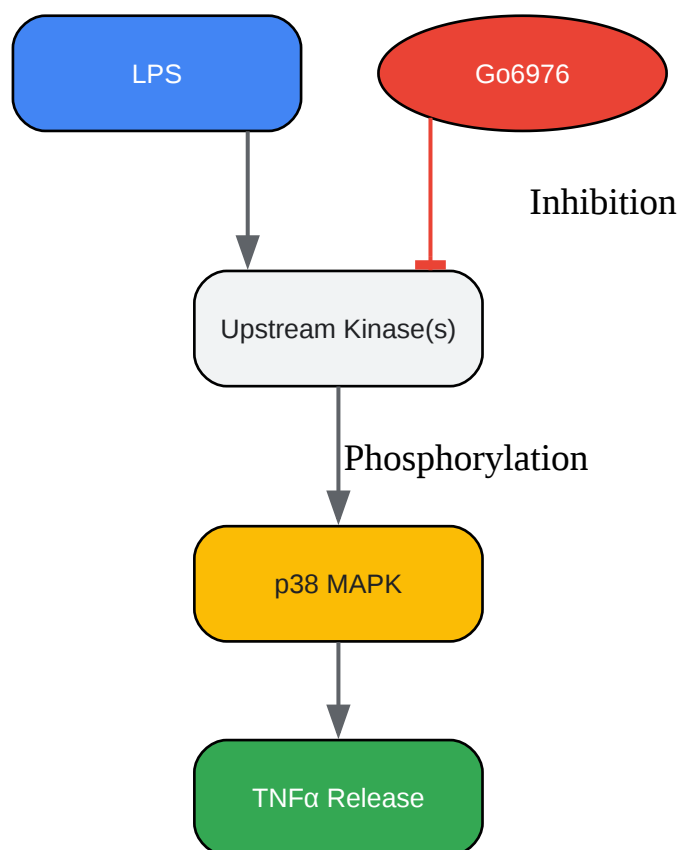 LPS
Go6976
Inhibition
Upstream Kinase(s)
Phosphorylation
p38 MAPK
TNFα Release